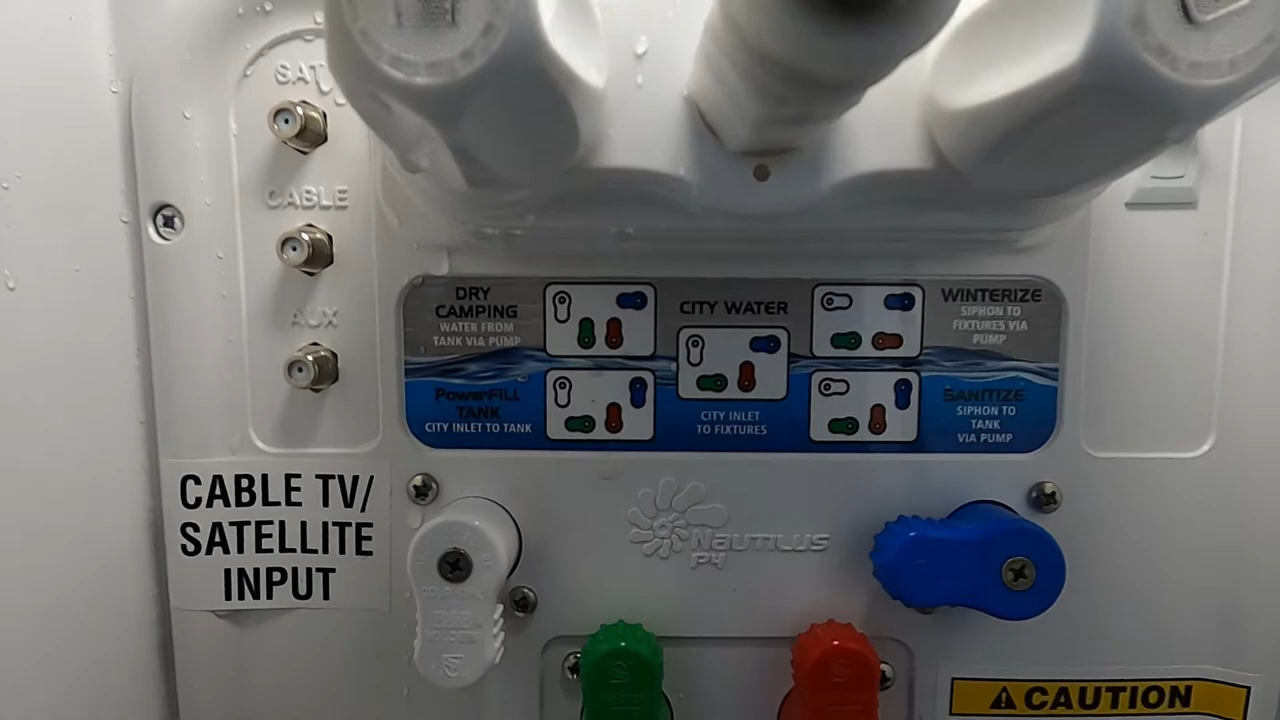 SAT
CABLE
AUX
DRY
CAMPING
WATER FROM
TANK VIA PUMP
CITY WATER
WINTERIZE
SIPHON TO
FIXTURES VIA
PUMP
PowerFILL
TANK
CITY INLET TO TANK
CITY INLET
TO FIXTURES
SANITIZE
SIPHON TO
TANK
VIA PUMP
CABLE TV/
SATELLITE
INPUT
NAUTILUS
P4
CAUTION